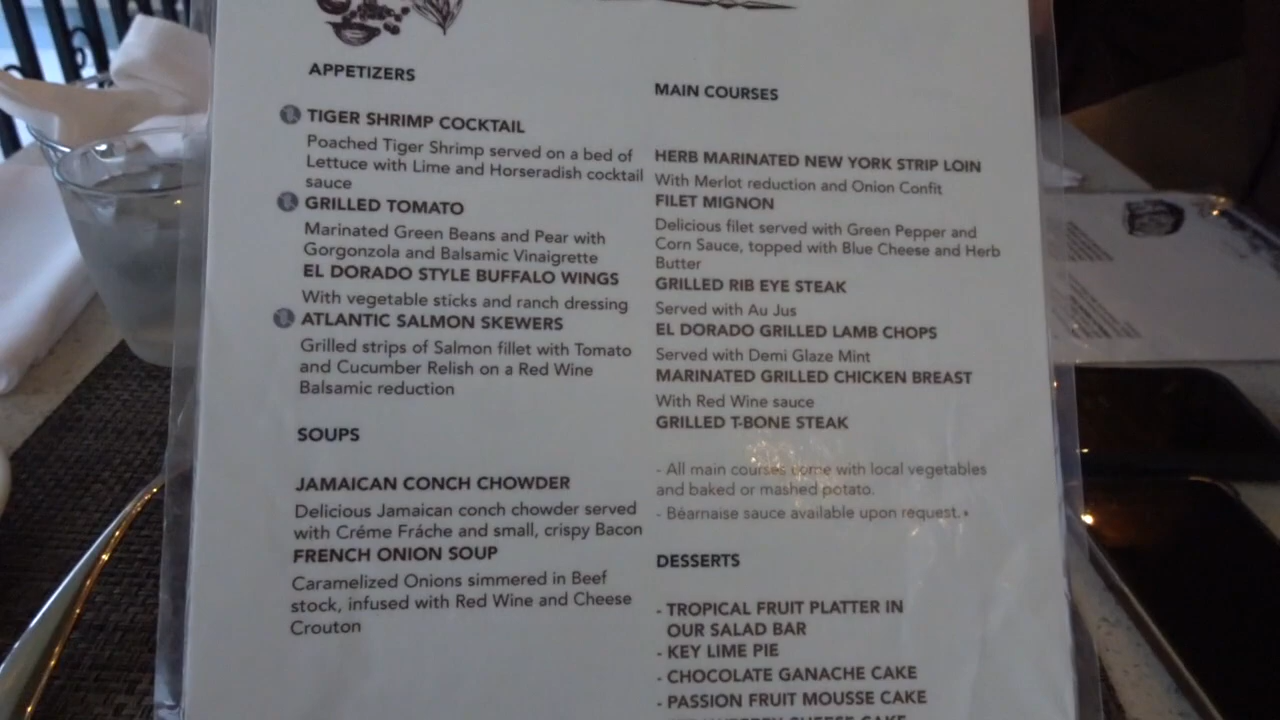 APPETIZERS
TIGER SHRIMP COCKTAIL
Poached Tiger Shrimp served on a bed of
Lettuce with Lime and Horseradish cocktail
sauce
GRILLED TOMATO
Marinated Green Beans and Pear with
Gorgonzola and Balsamic Vinaigrette
EL DORADO STYLE BUFFALO WINGS
With vegetable sticks and ranch dressing
ATLANTIC SALMON SKEWERS
Grilled strips of Salmon fillet with Tomato
and Cucumber Relish on a Red Wine
Balsamic reduction
SOUPS
JAMAICAN CONCH CHOWDER
Delicious Jamaican conch chowder served
with Créme Fráche and small, crispy Bacon
FRENCH ONION SOUP
Caramelized Onions simmered in Beef
stock, infused with Red Wine and Cheese
Crouton
MAIN COURSES
HERB MARINATED NEW YORK STRIP LOIN
With Merlot reduction and Onion Confit
FILET MIGNON
Delicious filet served with Green Pepper and
Corn Sauce, topped with Blue Cheese and Herb
Butter
GRILLED RIB EYE STEAK
Served with Au Jus
EL DORADO GRILLED LAMB CHOPS
Served with Demi Glaze Mint
MARINATED GRILLED CHICKEN BREAST
With Red Wine sauce
GRILLED T-BONE STEAK
- All main courses come with local vegetables
and baked or mashed potato.
- Béarnaise sauce available upon request.
DESSERTS
- TROPICAL FRUIT PLATTER IN
OUR SALAD BAR
- KEY LIME PIE
- CHOCOLATE GANACHE CAKE
- PASSION FRUIT MOUSSE CAKE